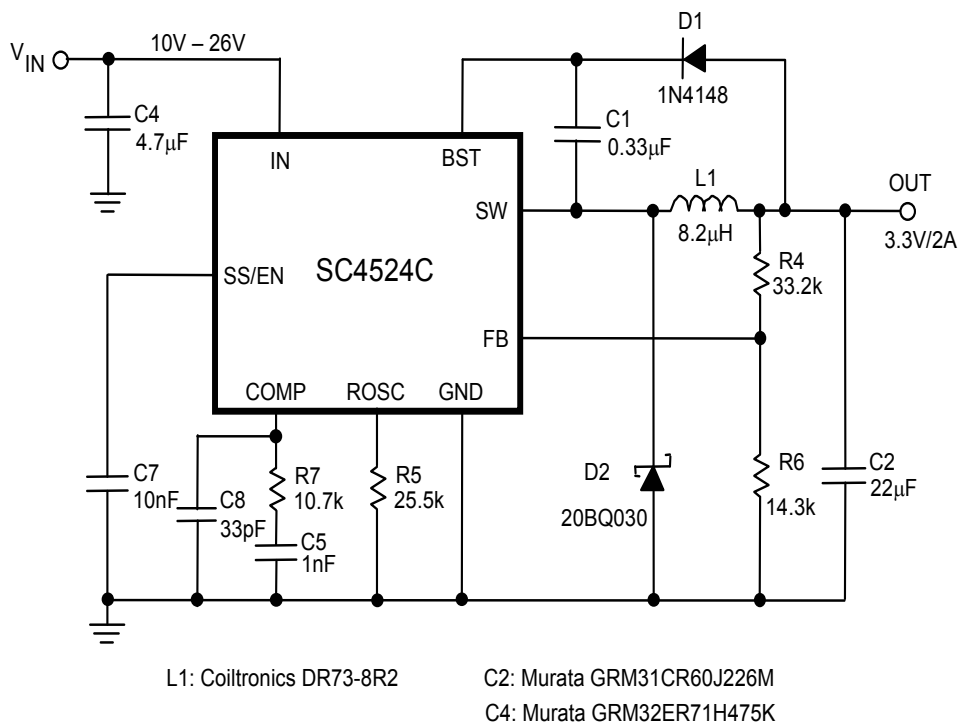 D1
V IN
10V – 26V
1N4148
C4
4.7μF
C1
0.33μF
IN
BST
L1
OUT
SW
8.2μH
3.3V/2A
SS/EN
SC4524C
R4
33.2k
FB
COMP
ROSC
GND
C7
10nF
C8
33pF
R7
10.7k
R5
25.5k
D2
R6
C2
22μF
14.3k
20BQ030
C5
1nF
L1: Coiltronics DR73-8R2
C2: Murata GRM31CR60J226M
C4: Murata GRM32ER71H475K